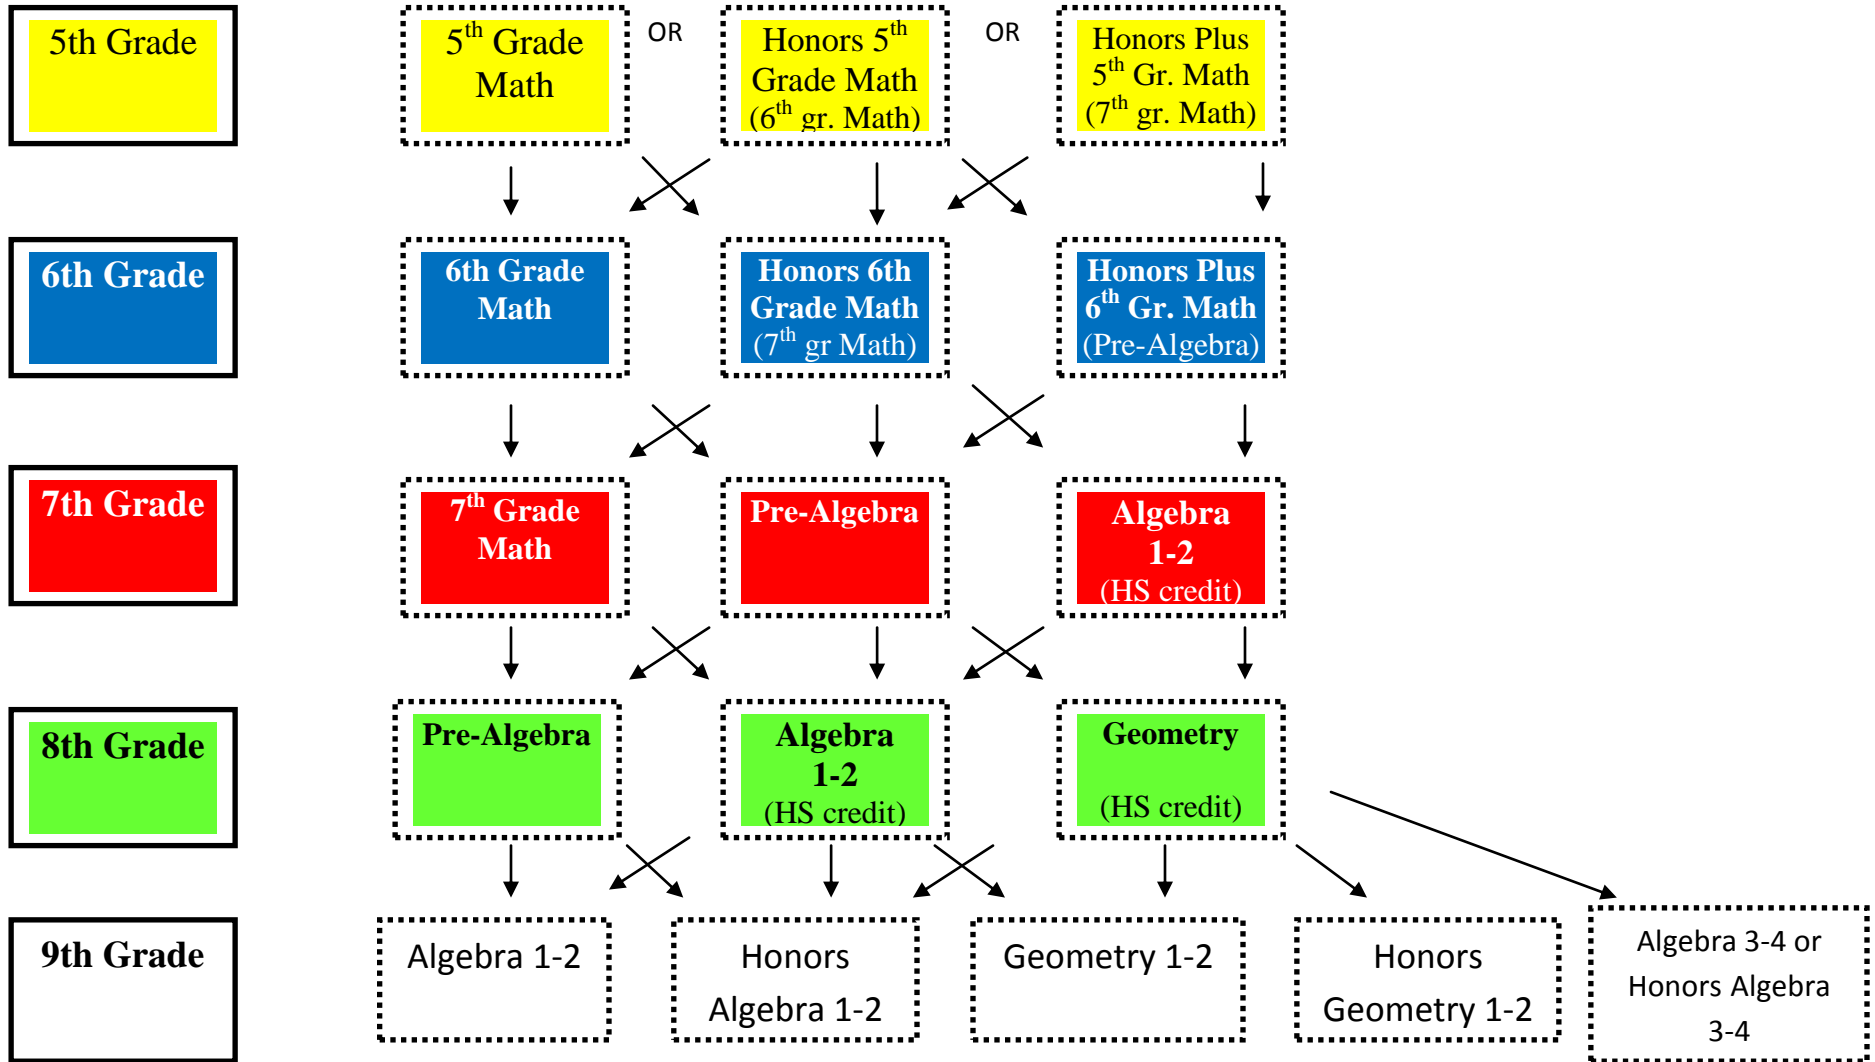 5th Grade
5th Grade
Math
OR
Honors 5th
Grade Math
(6th gr. Math)
OR
Honors Plus
5th Gr. Math
(7th gr. Math)
6th Grade
6th Grade
Math
Honors 6th
Grade Math
(7th gr Math)
Honors Plus
6th Gr. Math
(Pre-Algebra)
7th Grade
7th Grade
Math
Pre-Algebra
Algebra
1-2
(HS credit)
8th Grade
Pre-Algebra
Algebra
1-2
(HS credit)
Geometry
(HS credit)
9th Grade
Algebra 1-2
Honors
Algebra 1-2
Geometry 1-2
Honors
Geometry 1-2
Algebra 3-4 or
Honors Algebra
3-4